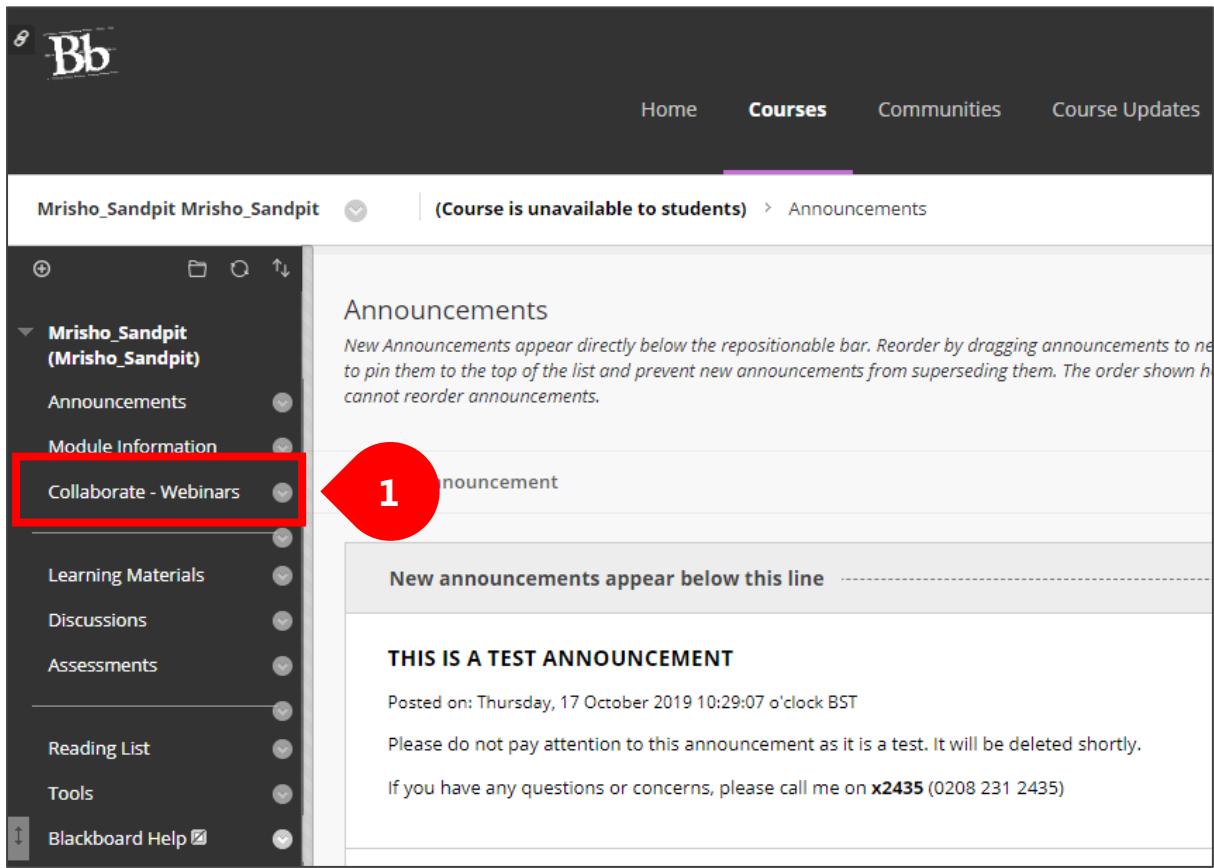 Bb
Home Courses Communities Course Updates
Mrisho_Sandpit Mrisho_Sandpit (Course is unavailable to students) > Announcements
Mrisho_Sandpit
(Mrisho_Sandpit)
Announcements
Module Information
Collaborate - Webinars
Learning Materials
Discussions
Assessments
Reading List
Tools
Blackboard Help
1
Announcements
New Announcements appear directly below the repositionable bar. Reorder by dragging announcements to ne
to pin them to the top of the list and prevent new announcements from superseding them. The order shown h
cannot reorder announcements.
nouncement
New announcements appear below this line
THIS IS A TEST ANNOUNCEMENT
Posted on: Thursday, 17 October 2019 10:29:07 o'clock BST
Please do not pay attention to this announcement as it is a test. It will be deleted shortly.
If you have any questions or concerns, please call me on x2435 (0208 231 2435)